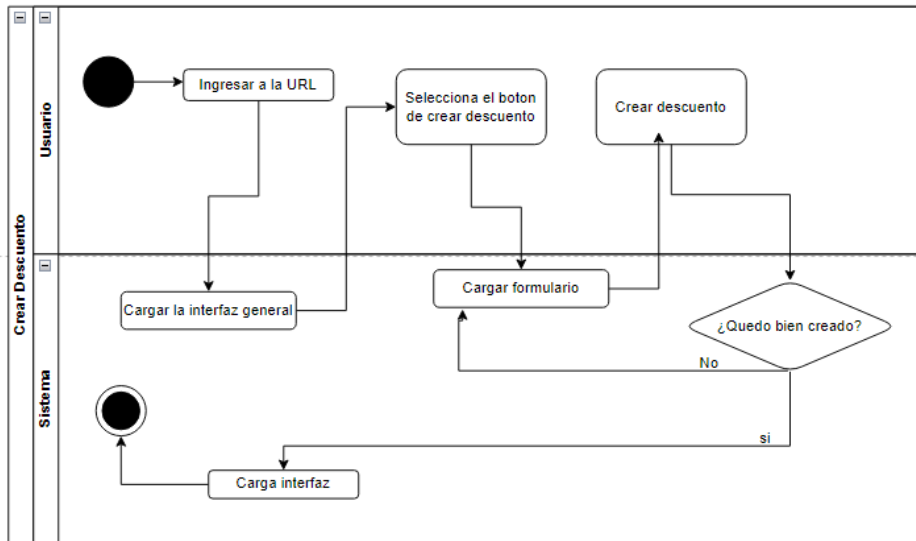 Crear Descuento
Usuario
Ingresar a la URL
Selecciona el boton
de crear descuento
Crear descuento
Sistema
Cargar la interfaz general
Cargar formulario
¿Quedo bien creado?
No
si
Carga interfaz